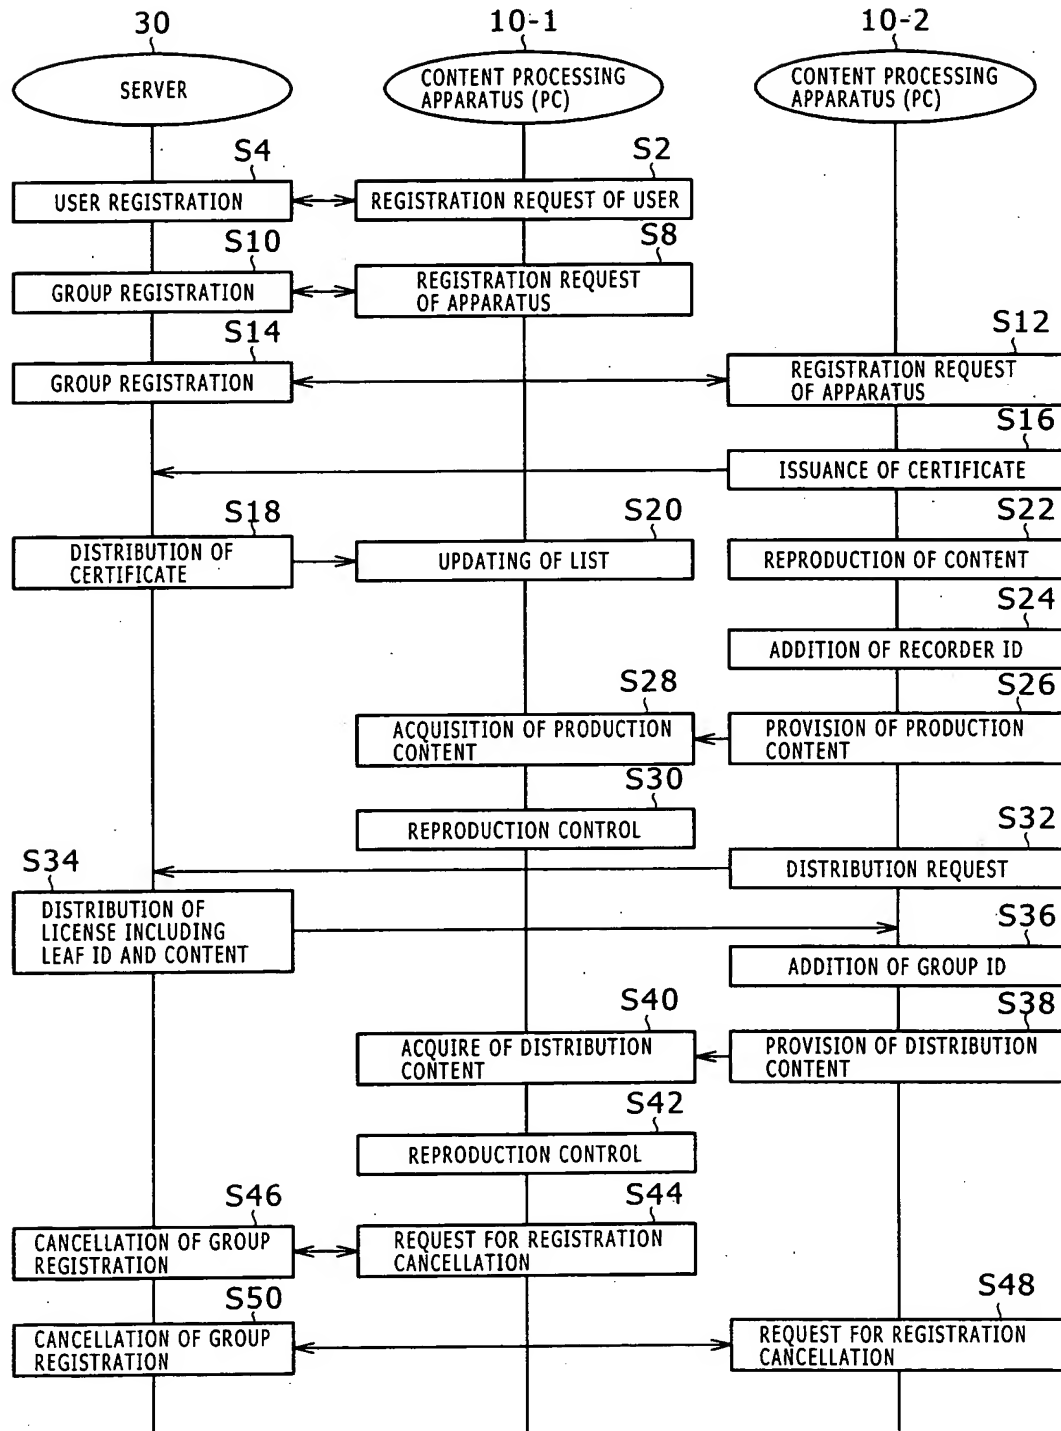 30
10-1
10-2
SERVER
CONTENT PROCESSING
APPARATUS (PC)
CONTENT PROCESSING
APPARATUS (PC)
S4
S2
USER REGISTRATION
REGISTRATION REQUEST OF USER
S10
S8
GROUP REGISTRATION
REGISTRATION REQUEST
OF APPARATUS
S14
S12
GROUP REGISTRATION
REGISTRATION REQUEST
OF APPARATUS
S16
ISSUANCE OF CERTIFICATE
S18
S20
S22
DISTRIBUTION OF
CERTIFICATE
UPDATING OF LIST
REPRODUCTION OF CONTENT
S24
ADDITION OF RECORDER ID
S28
S26
ACQUISITION OF PRODUCTION
CONTENT
PROVISION OF PRODUCTION
CONTENT
S30
REPRODUCTION CONTROL
S32
DISTRIBUTION REQUEST
S34
DISTRIBUTION OF
LICENSE INCLUDING
LEAF ID AND CONTENT
S36
ADDITION OF GROUP ID
S40
S38
ACQUIRE OF DISTRIBUTION
CONTENT
PROVISION OF DISTRIBUTION
CONTENT
S42
REPRODUCTION CONTROL
S46
S44
CANCELLATION OF GROUP
REGISTRATION
REQUEST FOR REGISTRATION
CANCELLATION
S50
S48
CANCELLATION OF GROUP
REGISTRATION
REQUEST FOR REGISTRATION
CANCELLATION